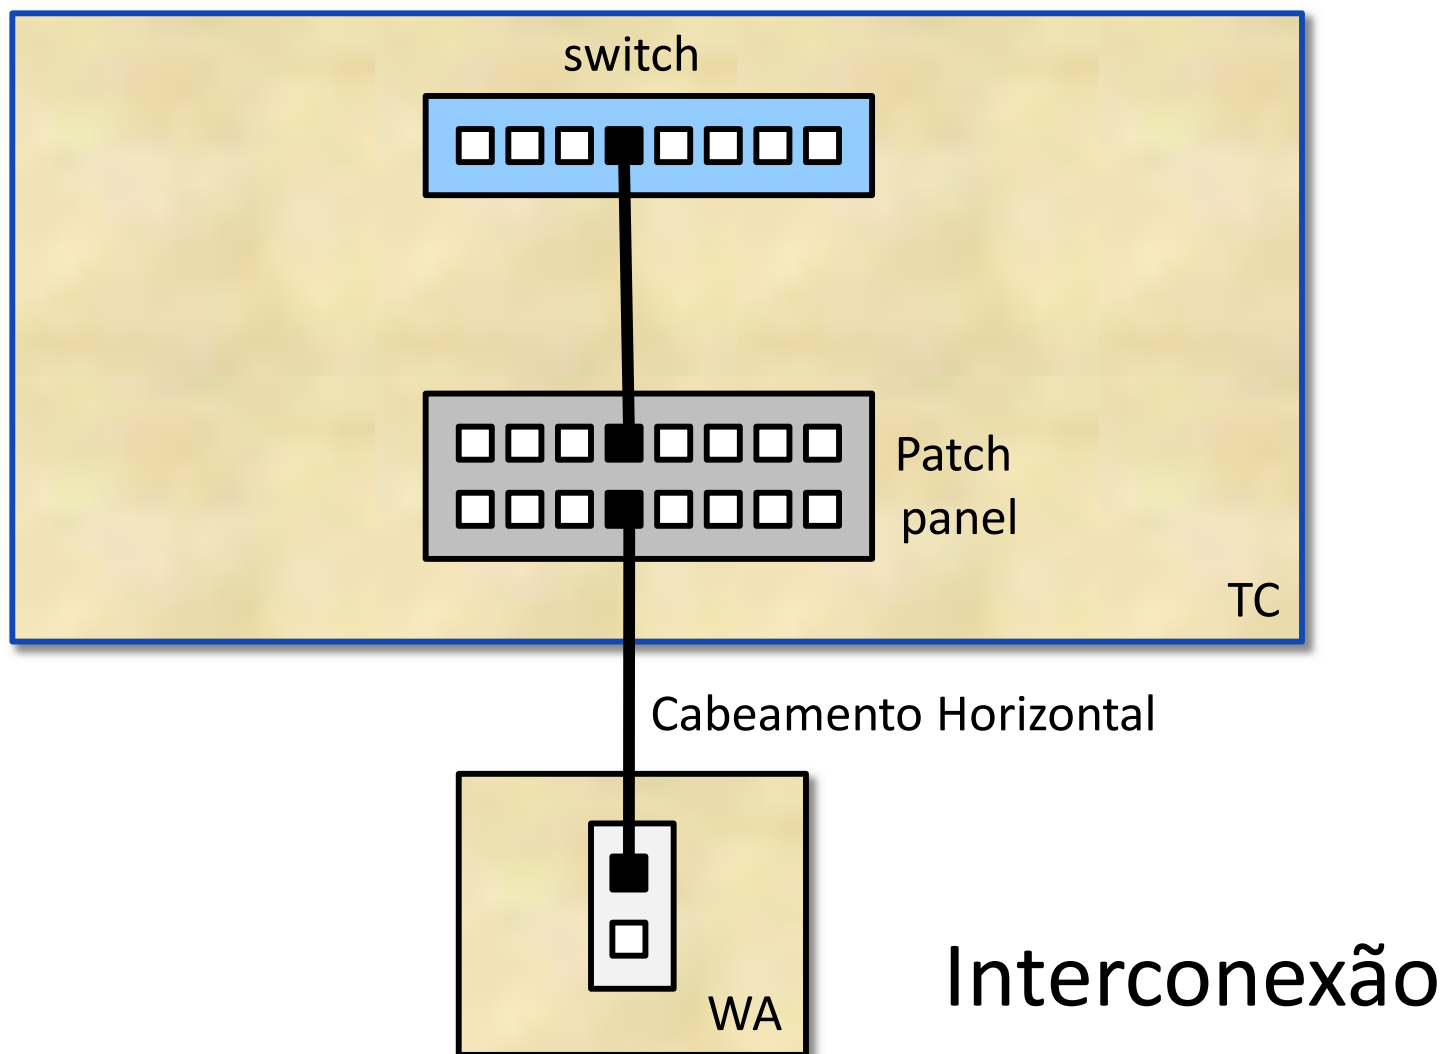 switch
Patch
panel
TC
Cabeamento Horizontal
WA
Interconexão